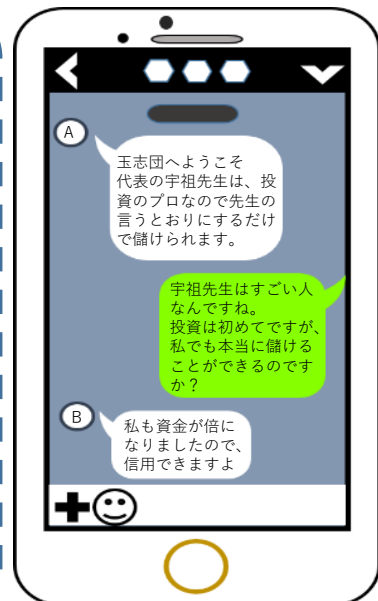 A
玉志団へようこそ
代表の宇祖先生は、投
資のプロなので先生の
言うとおりにするだけ
で儲けられます。
宇祖先生はすごい人
なんですね。
投資は初めてですが、
私でも本当に儲ける
ことができるのです
か？
B
私も資金が倍に
なりましたので、
信用できますよ